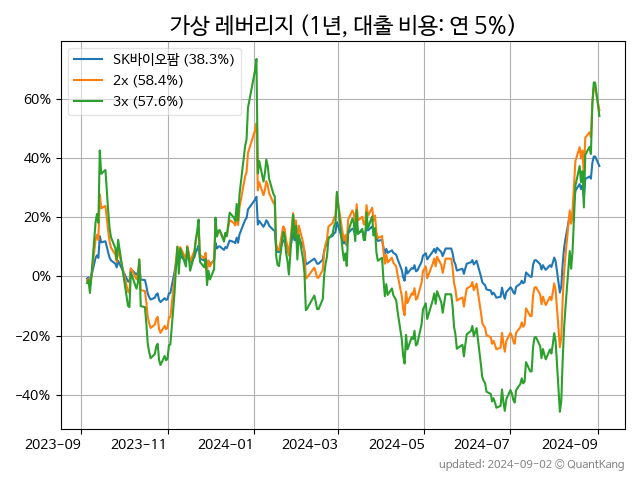 가상 레버리지 (1년, 대출 비용: 연 5%)
SK바이오팜 (38.3%)
2x (58.4%)
3x (57.6%)
60%
40%
20%
0%
−20%
−40%
2023-09 2023-11 2024-01 2024-03 2024-05 2024-07 2024-09
updated: 2024-09-02 © QuantKang